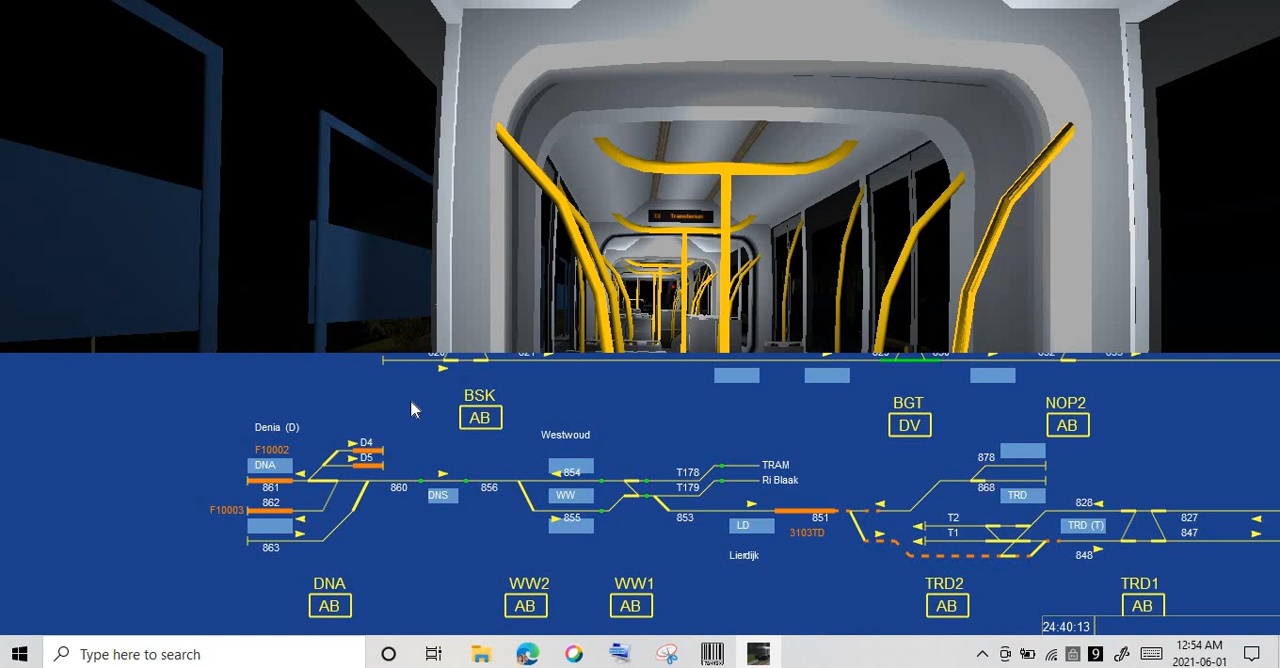 T3 Transferium
BSK
AB
BGT
DV
NOP2
AB
Denia (D)
F10002
DNA
D4
D5
861
862
F10003
863
860
DNS
856
Westwoud
854
WW
855
T178
TRAM
T179
Ri Blaak
853
LD
851
3103TD
Lierdijk
878
868
TRD
828
T2
T1
TRD (T)
827
847
848
DNA
AB
WW2
AB
WW1
AB
TRD2
AB
TRD1
AB
24:40:13
Type here to search
9
12:54 AM
2021-06-01